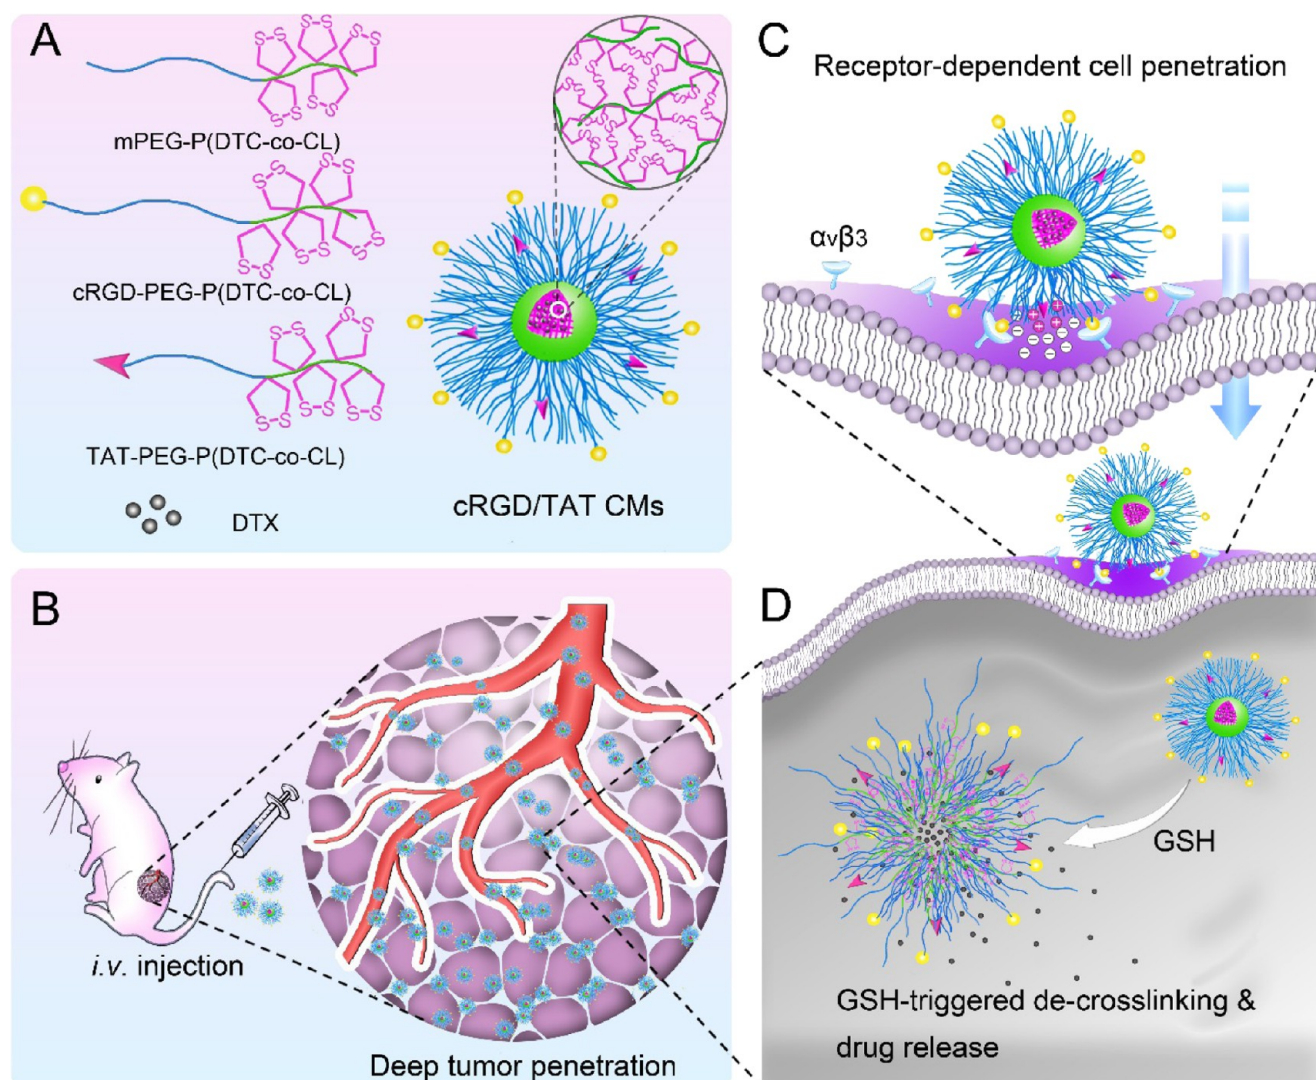 A
mPEG-P(DTC-co-CL)
cRGD-PEG-P(DTC-co-CL)
TAT-PEG-P(DTC-co-CL)
DTX
cRGD/TAT CMs
B
i.v. injection
Deep tumor penetration
C
Receptor-dependent cell penetration
αvβ3
D
GSH
GSH-triggered de-crosslinking &
drug release